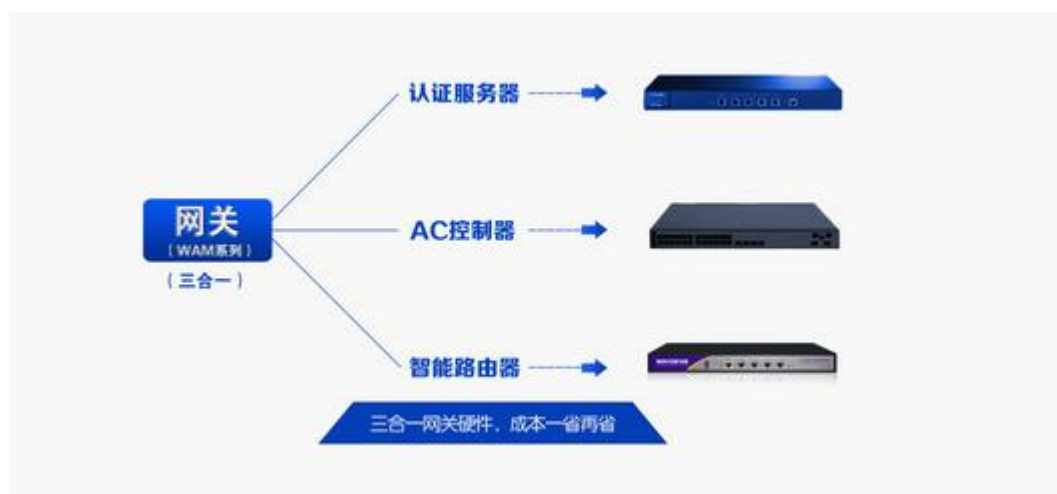 认证服务器
网关
（WAM系列）
（三合一）
AC控制器
智能路由器
三合一网关硬件，成本一省再省